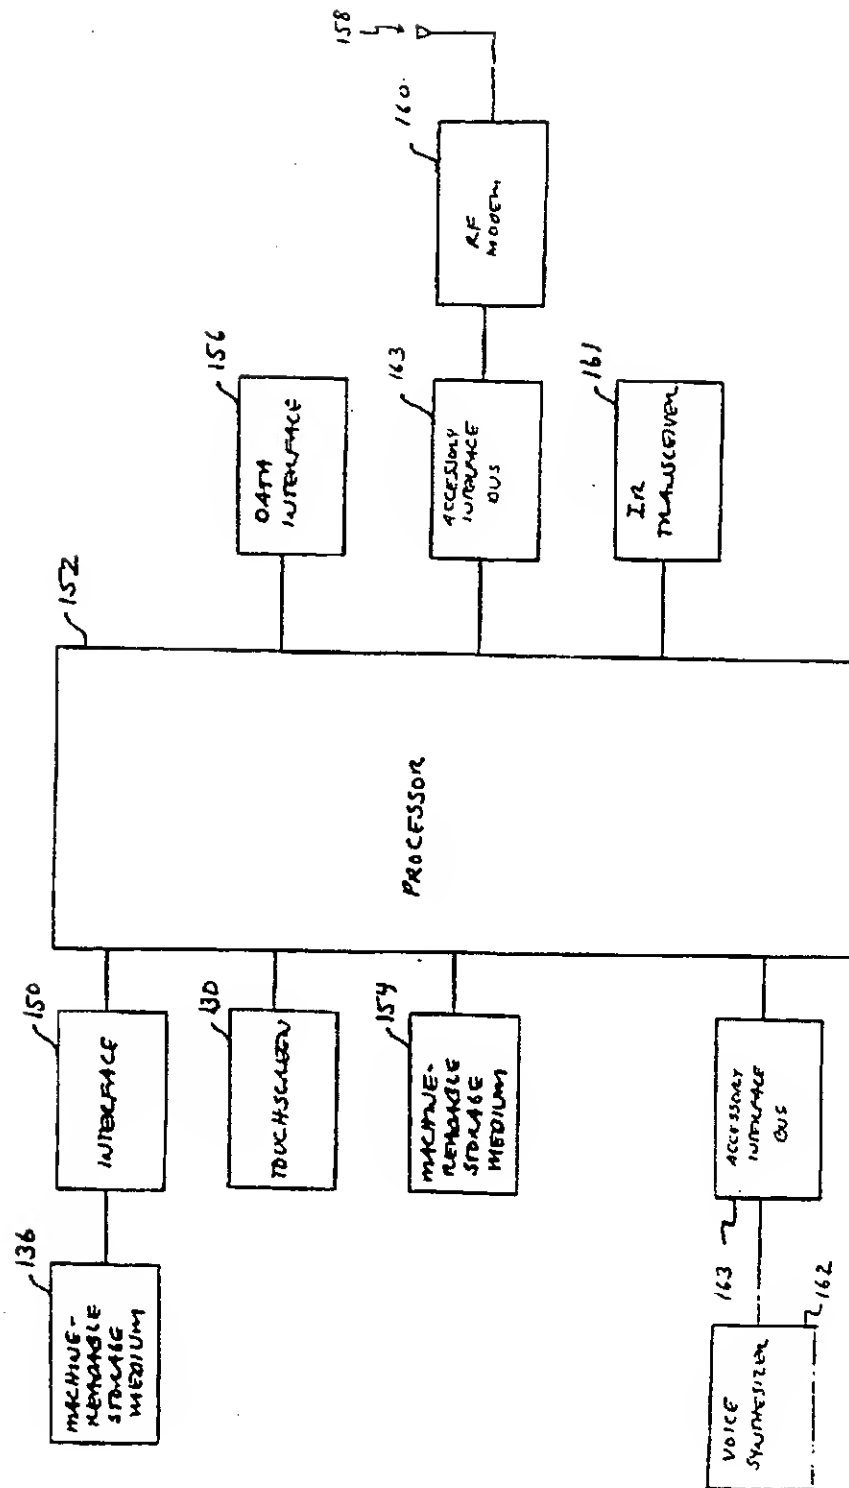 158
160.
RF
MODEM
156
DATA
INTERFACE
163
ACCESSORY
INTERFACE
BUS
161
IR
TRANSCEIVER
152
PROCESSOR
150
INTERFACE
130
TOUCHSCREEN
154
MACHINE-
READABLE
STORAGE
MEDIUM
ACCESSORY
INTERFACE
BUS
136
MACHINE-
READABLE
STORAGE
MEDIUM
163
162
VOICE
SYNTHESIZER